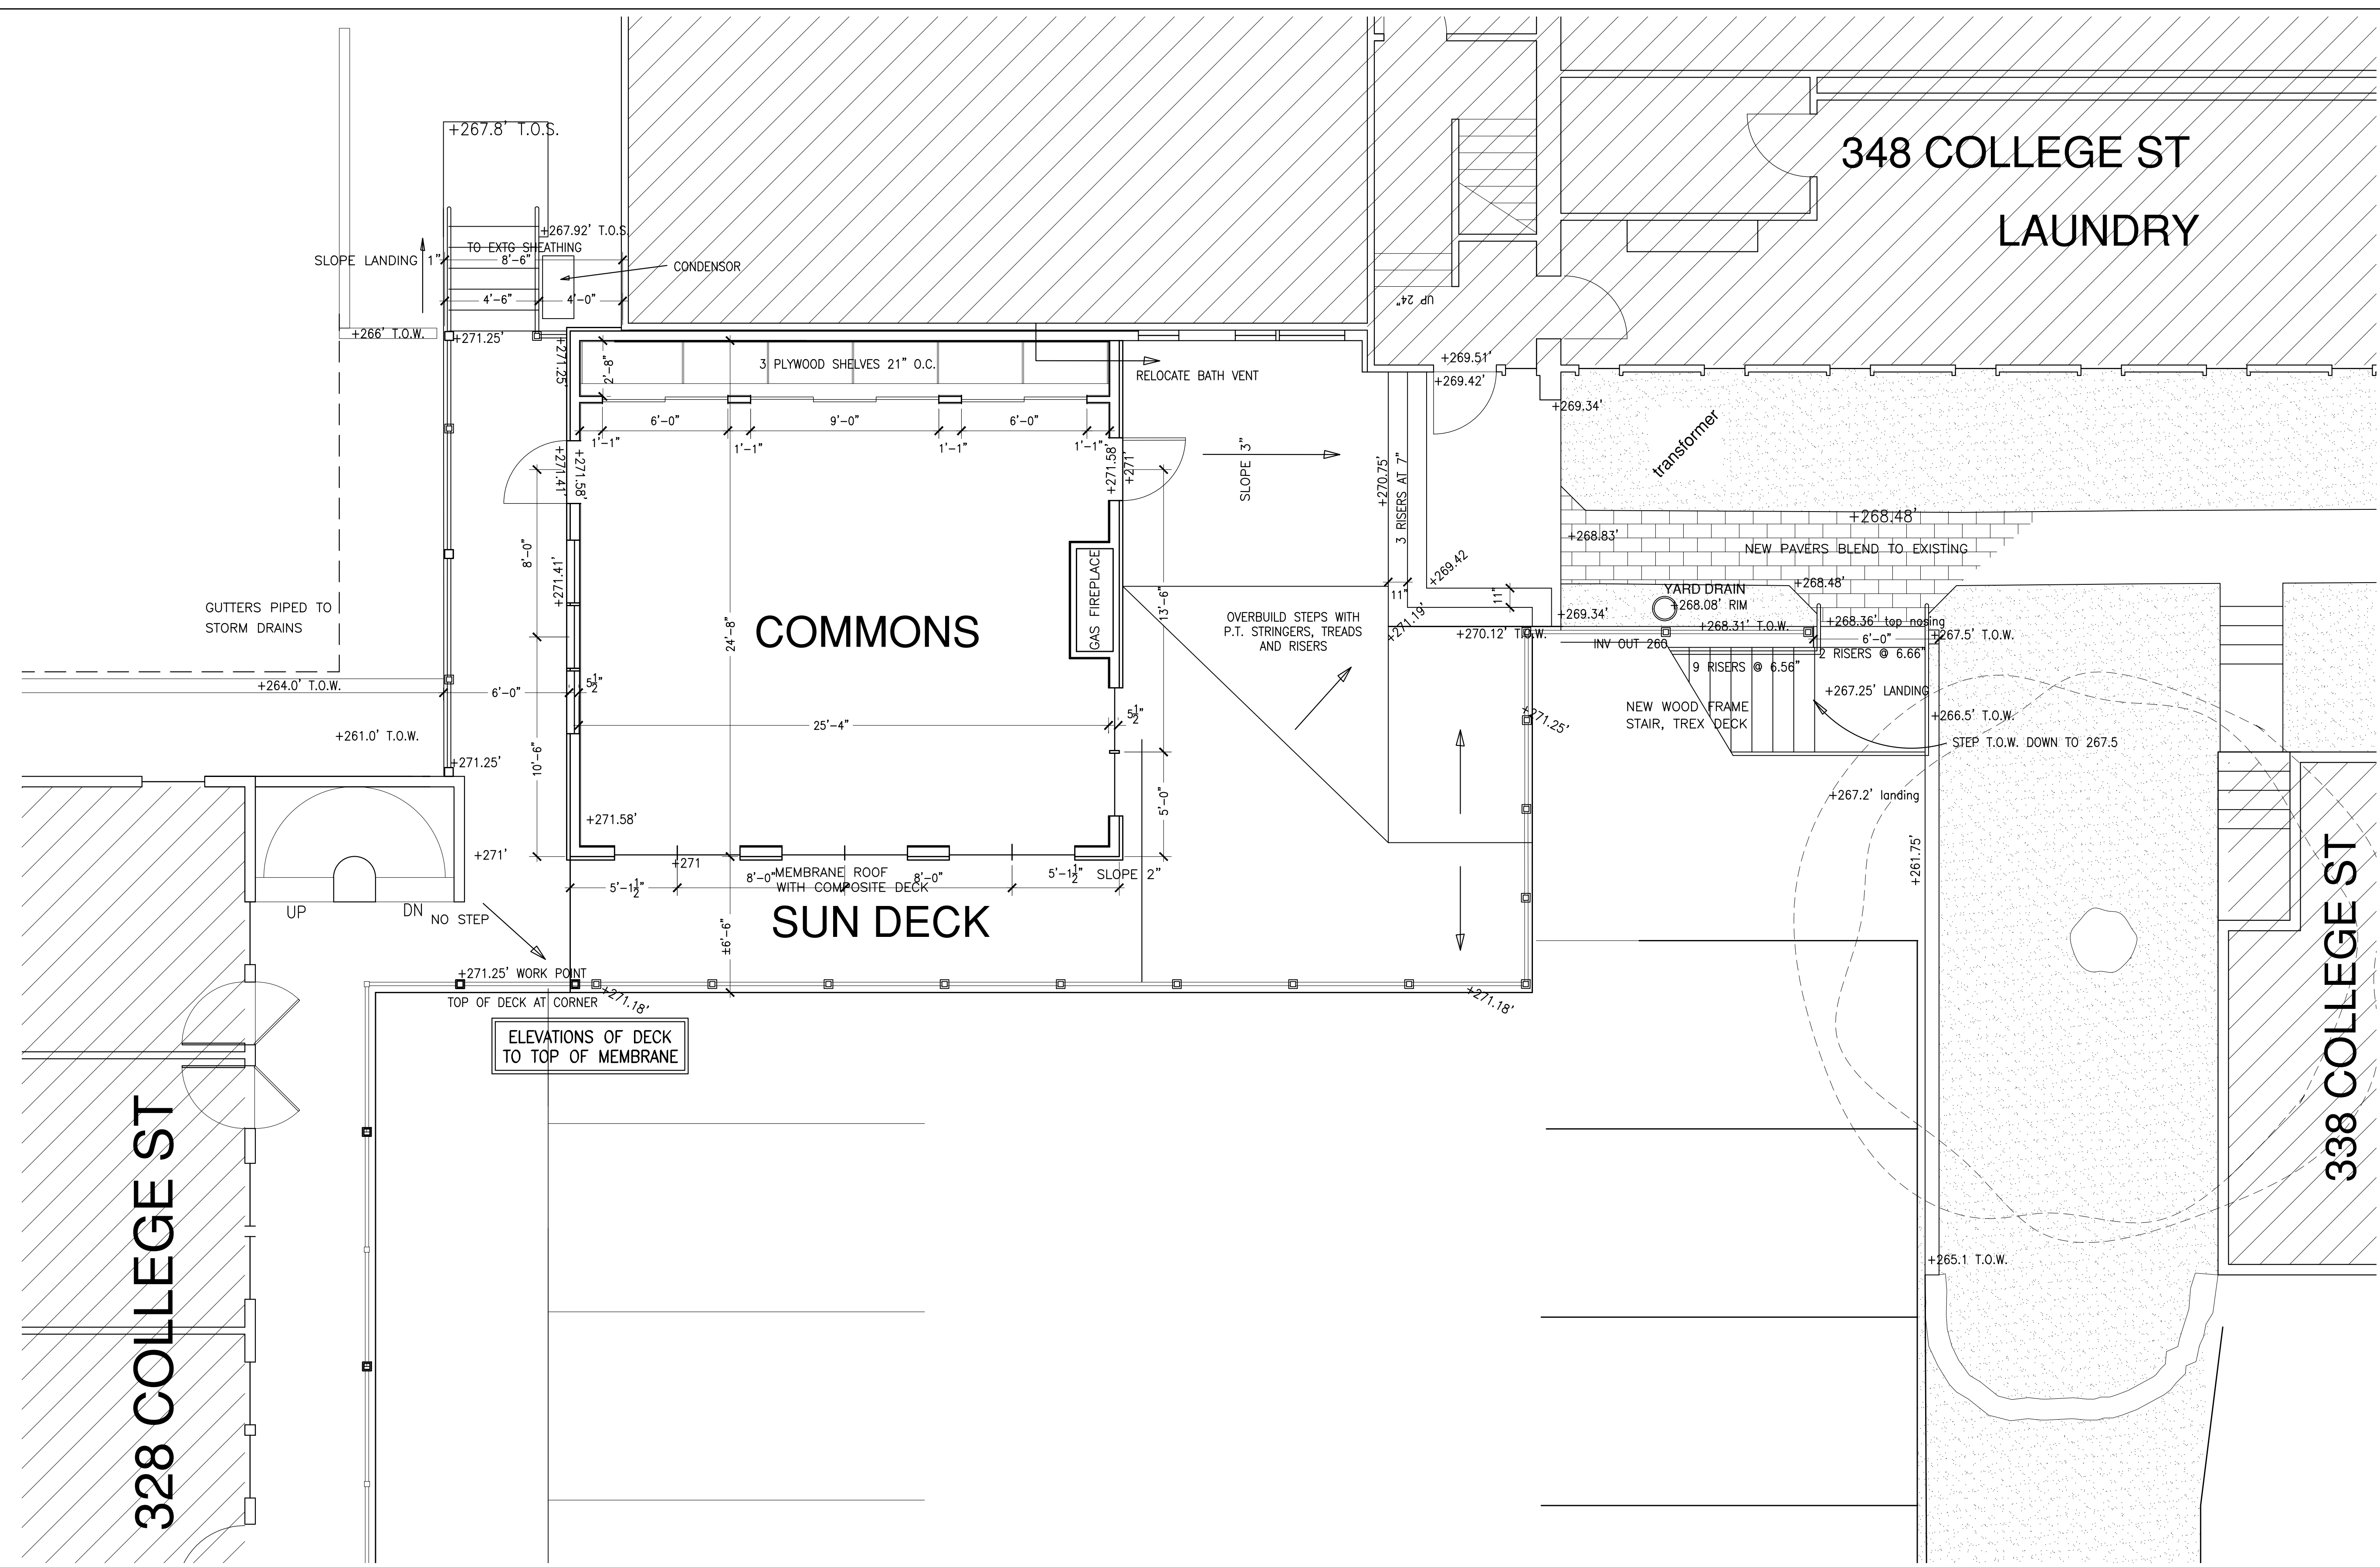 +267.8' T.O.S.
348 COLLEGE ST
LAUNDRY
+267.92' T.O.S.
TO EXTG SHEATHING
SLOPE LANDING 1"
8'-6"
CONDENSOR
4'-6"
4'-0"
UP 24"
+266' T.O.W.
+271.25'
+271.25'
2'-8"
3 PLYWOOD SHELVES 21" O.C.
RELOCATE BATH VENT
+269.51'
+269.42'
+269.34'
transformer
6'-0"
9'-0"
6'-0"
1'-1"
1'-1"
1'-1"
1'-1"
+271.41'
+271.58'
+271.58'
+271'
SLOPE 3"
+270.75'
3 RISERS AT 7"
+268.48'
+268.83'
NEW PAVERS BLEND TO EXISTING
8'-0"
+271.41'
GAS FIREPLACE
13'-6"
+269.42
11"
11"
+268.48'
YARD DRAIN
+268.08' RIM
GUTTERS PIPED TO
STORM DRAINS
COMMONS
24'-8"
OVERBUILD STEPS WITH
P.T. STRINGERS, TREADS
AND RISERS
+271.19'
+270.12' T.O.W.
+269.34'
+268.31' T.O.W.
+268.36' top nosing
INV OUT 260
6'-0"
+267.5' T.O.W.
2 RISERS @ 6.66"
9 RISERS @ 6.56"
+264.0' T.O.W.
6'-0"
5 1/2"
+267.25' LANDING
NEW WOOD FRAME
STAIR, TREX DECK
+266.5' T.O.W.
25'-4"
5 1/2"
+271.25'
+261.0' T.O.W.
STEP T.O.W. DOWN TO 267.5
+271.25'
10'-6"
5'-0"
+267.2' landing
+271.58'
+261.75'
+271'
+271
MEMBRANE ROOF
WITH COMPOSITE DECK
5'-1 1/2"
8'-0"
8'-0"
5'-1 1/2"
SLOPE 2"
UP
DN
NO STEP
SUN DECK
±6'-6"
338 COLLEGE ST
+271.25' WORK POINT
TOP OF DECK AT CORNER
+271.18'
+271.18'
ELEVATIONS OF DECK
TO TOP OF MEMBRANE
328 COLLEGE ST
+265.1 T.O.W.